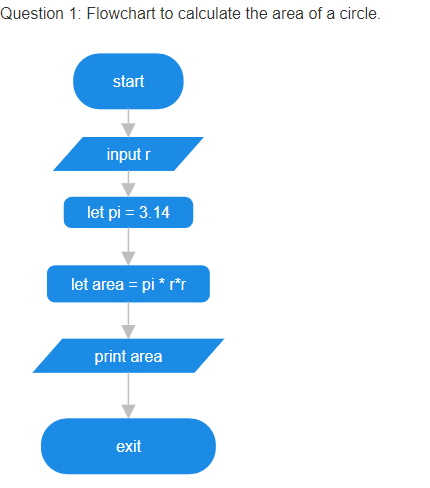 Question 1: Flowchart to calculate the area of a circle.
start
input r
let pi = 3.14
let area = pi * r*r
print area
exit